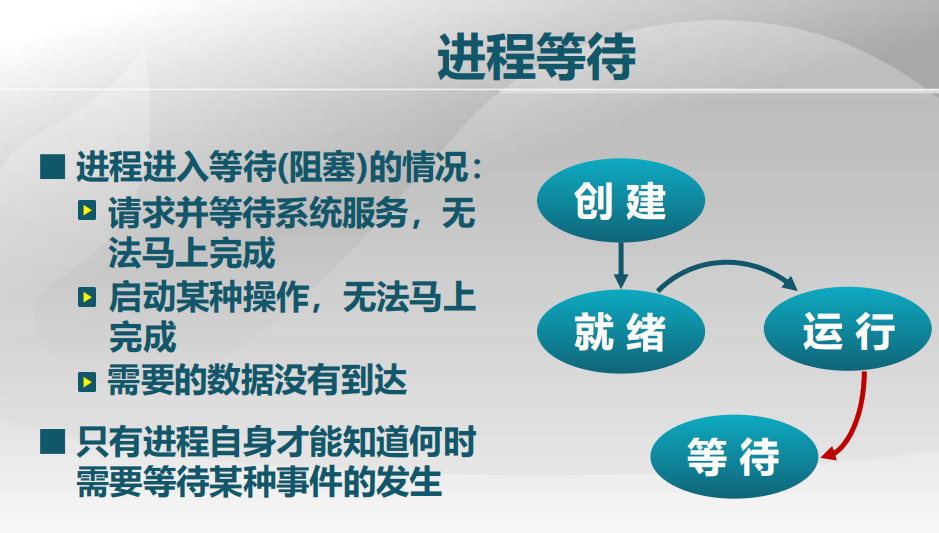 进程等待
进程进入等待(阻塞)的情况：
请求并等待系统服务，无
法马上完成
启动某种操作，无法马上
完成
需要的数据没有到达
只有进程自身才能知道何时
需要等待某种事件的发生
创 建
就 绪
运 行
等 待